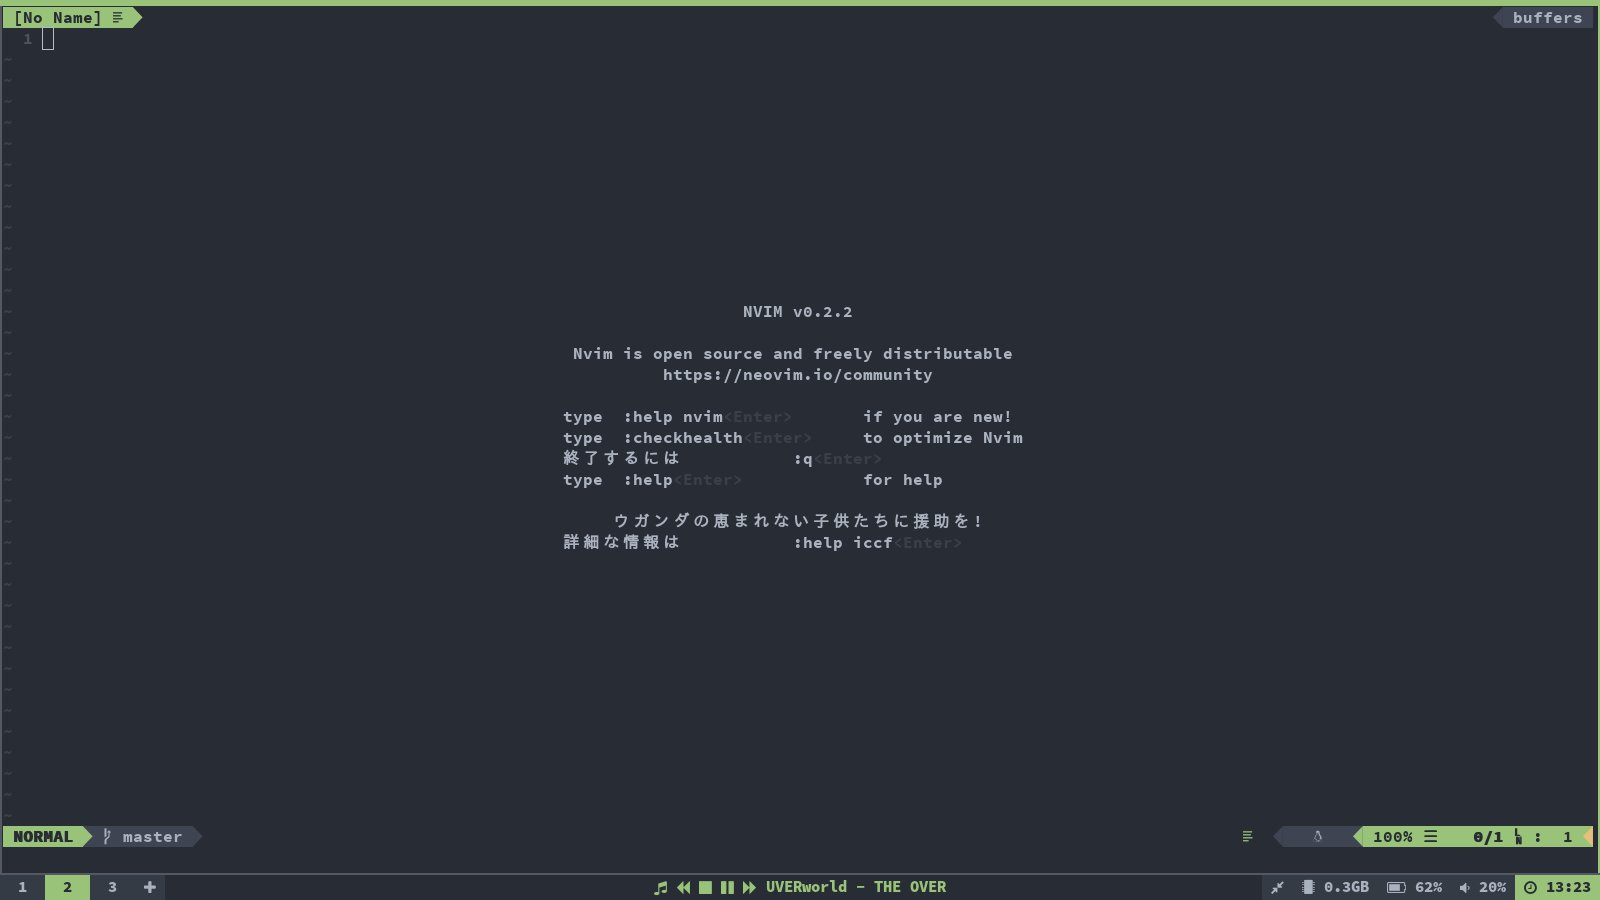 [No Name]
buffers
1
~
~
~
~
~
~
~
~
~
~
~
~
NVIM v0.2.2
~
~
Nvim is open source and freely distributable
~
https://neovim.io/community
~
~
type :help nvim<Enter> if you are new!
~
type :checkhealth<Enter> to optimize Nvim
~
終了するには :q<Enter>
~
type :help<Enter> for help
~
~
ウガンダの恵まれない子供たちに援助を!
~
詳細な情報は :help iccf<Enter>
~
~
~
~
~
~
~
~
~
~
~
~
~
NORMAL master 100% ☰ 0/1 : 1
1 2 3 + UVERworld - THE OVER 0.3GB 62% 20% 13:23